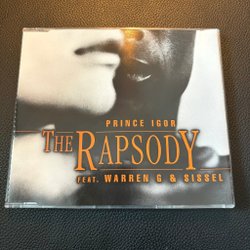 PRINCE IGOR
THE RAPSODY
FEAT. WARREN G & SISSEL